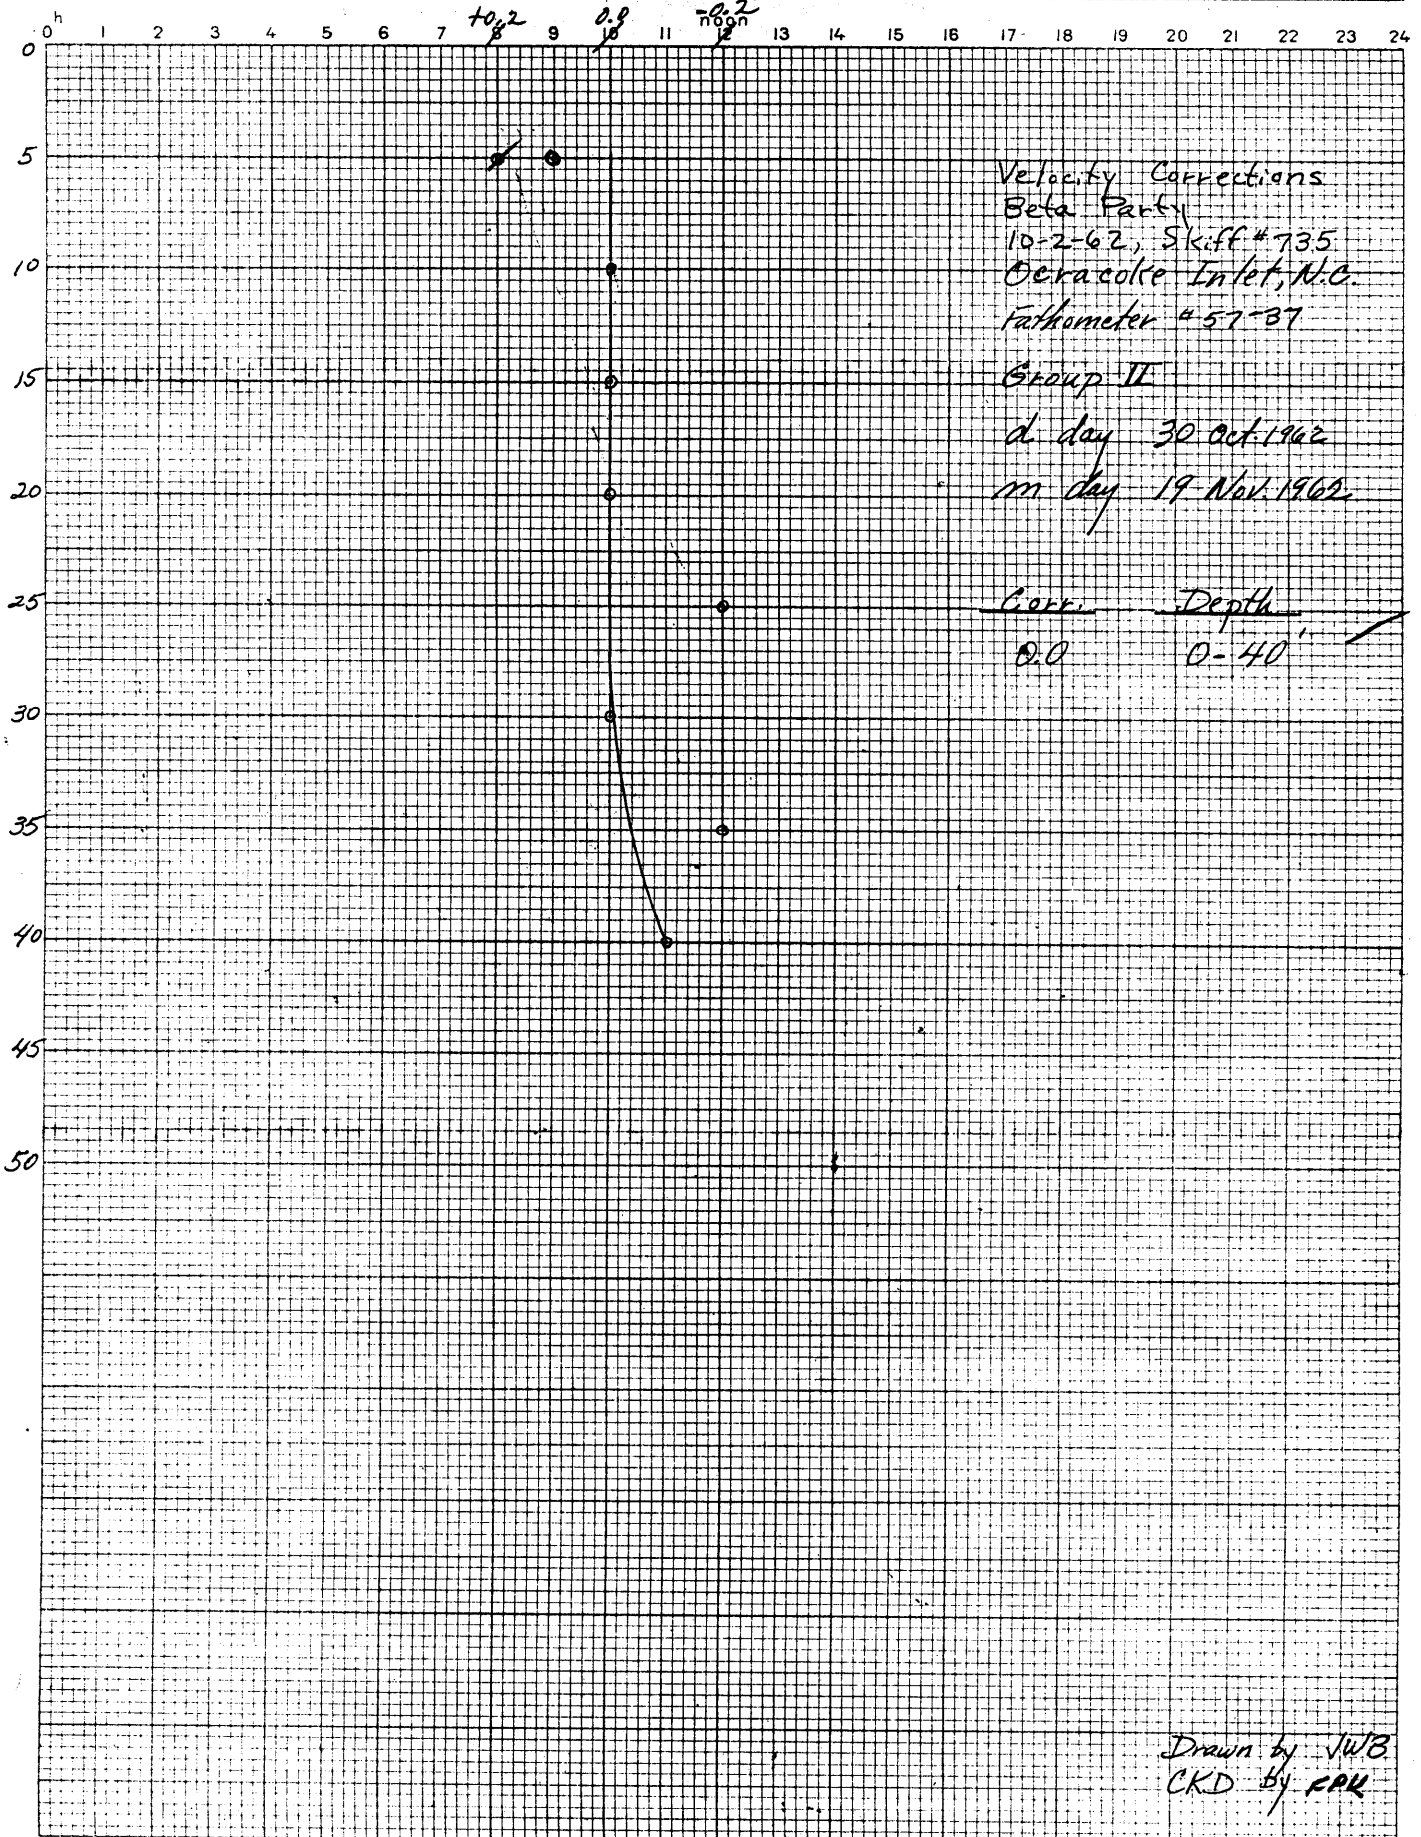 +0.2 0.0 -0.2
noon
0h 1 2 3 4 5 6 7 8 9 10 11 12 13 14 15 16 17 18 19 20 21 22 23 24
0
5
Velocity Corrections
Beta Party
10-2-62, Skiff #735
10
Ocracoke Inlet, N.C.
Fathometer #57-37
15
Group II
d day 30 Oct. 1962
20
m day 19 Nov. 1962
25
Corr. Depth
0.0 0-40'
30
35
40
45
50
Drawn by JWB
CKD by